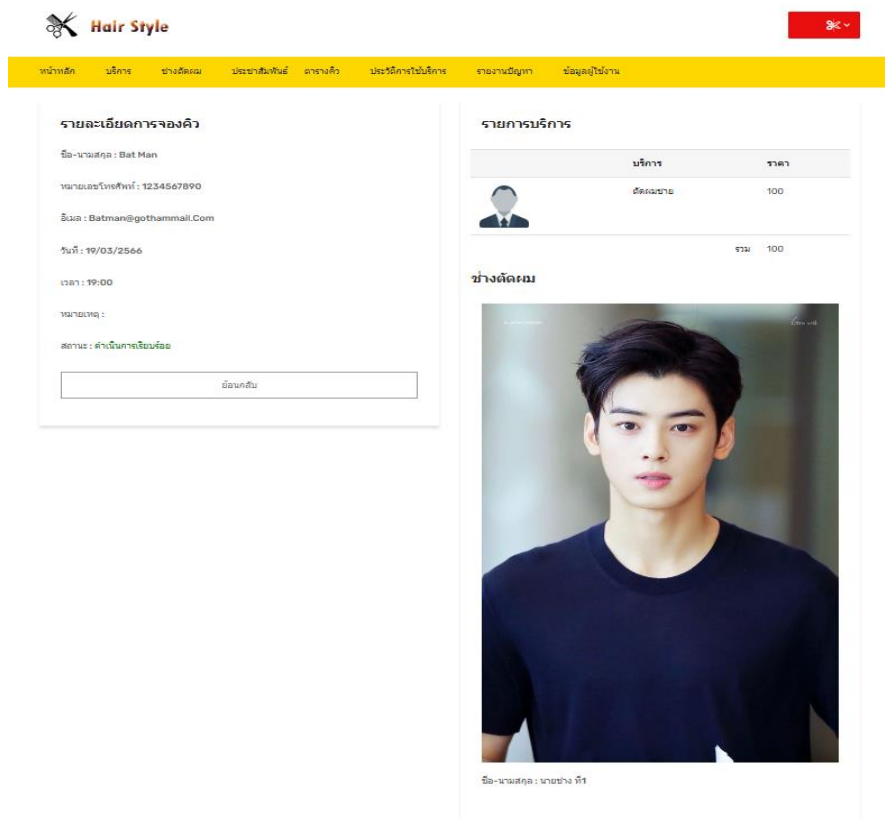 Hair Style
หน้าหลัก บริการ ช่างตัดผม ประชาสัมพันธ์ ตารางคิว ประวัติการใช้บริการ รายงานปัญหา ข้อมูลผู้ใช้งาน
รายละเอียดการจองคิว
ชื่อ-นามสกุล : Bat Man
หมายเลขโทรศัพท์ : 1234567890
อีเมล : Batman@gothammail.Com
วันที่ : 19/03/2566
เวลา : 19:00
หมายเหตุ :
สถานะ : ดำเนินการเรียบร้อย
ย้อนกลับ
รายการบริการ
บริการ ราคา
ตัดผมชาย 100
รวม 100
ช่างตัดผม
ชื่อ-นามสกุล : นายช่าง ที่1